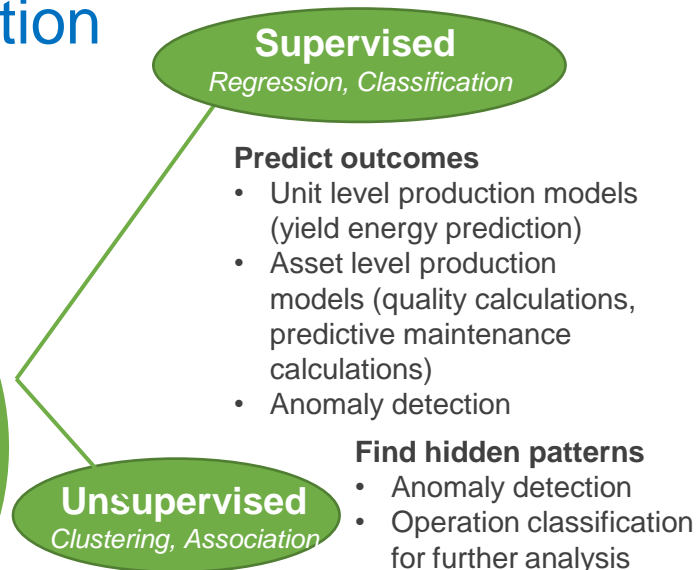 tion
Supervised
Regression, Classification
Predict outcomes
• Unit level production models
(yield energy prediction)
• Asset level production
models (quality calculations,
predictive maintenance
calculations)
• Anomaly detection
Find hidden patterns
• Anomaly detection
• Operation classification
for further analysis
Unsupervised
Clustering, Association